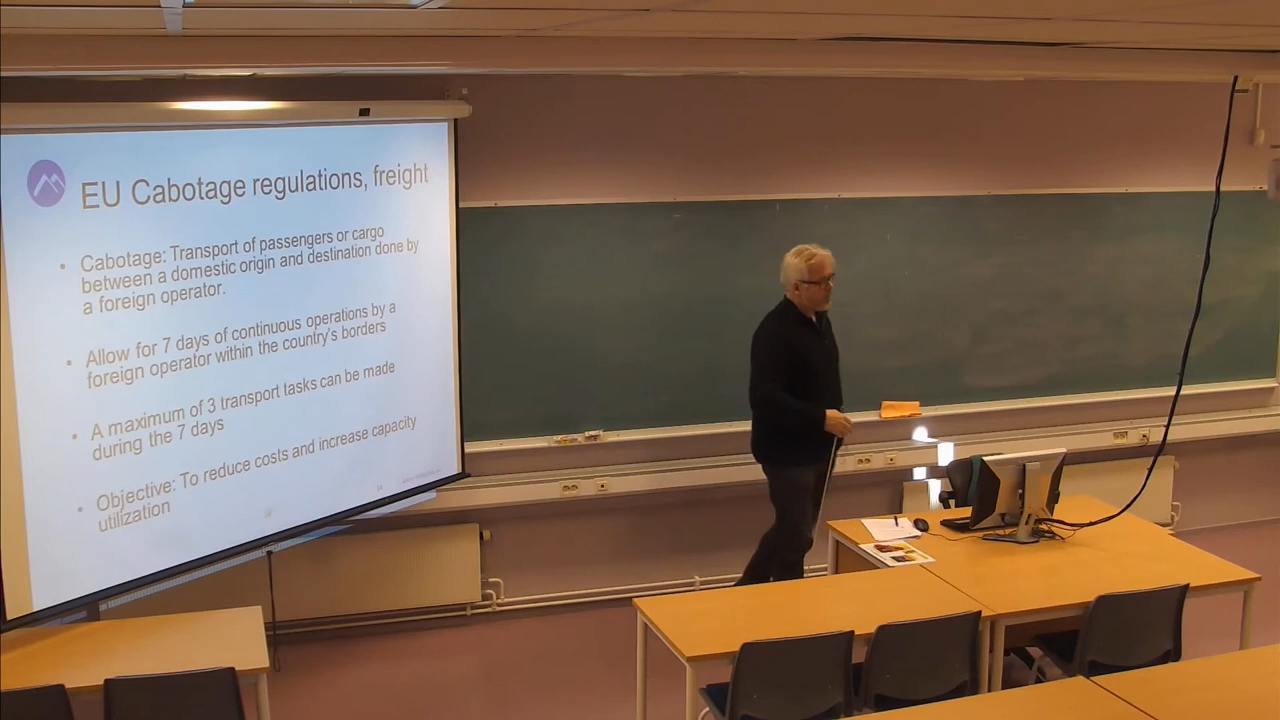 EU Cabotage regulations, freight
• Cabotage: Transport of passengers or cargo
between a domestic origin and destination done by
a foreign operator.
• Allow for 7 days of continuous operations by a
foreign operator within the country's borders
• A maximum of 3 transport tasks can be made
during the 7 days
• Objective: To reduce costs and increase capacity
utilization